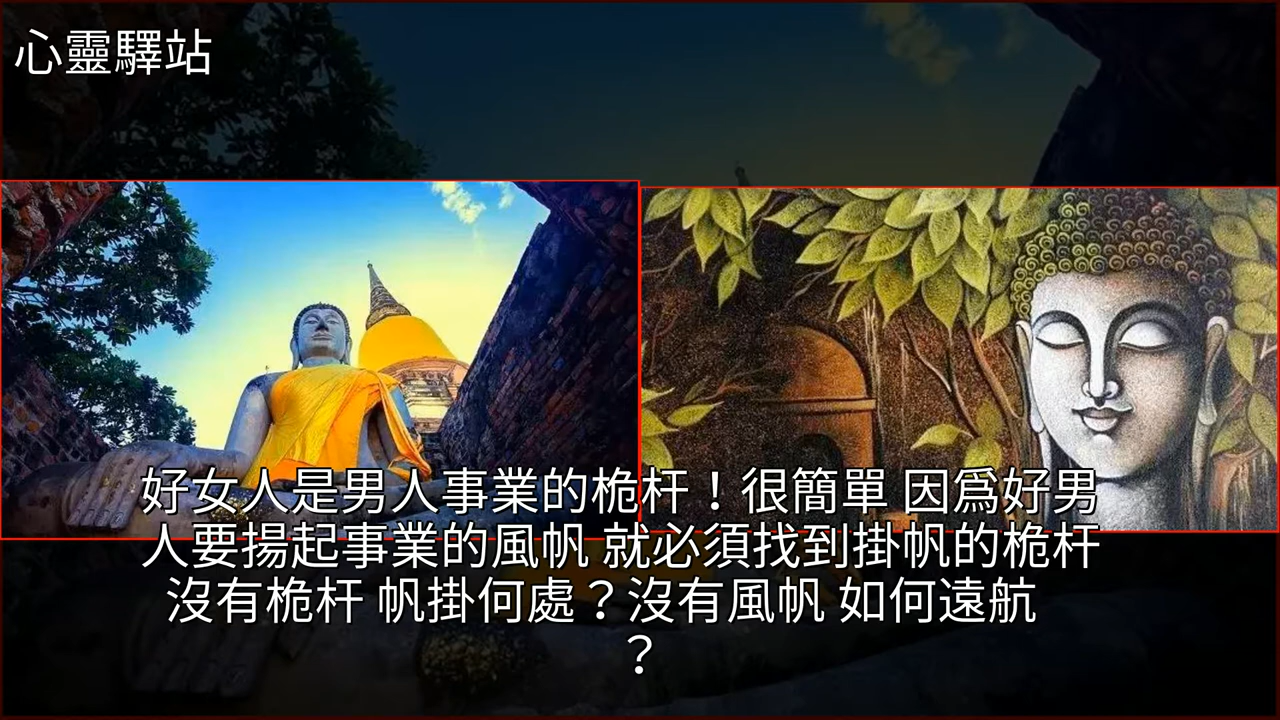 心靈驛站
好女人是男人事業的桅杆！很簡單 因爲好男
人要揚起事業的風帆 就必須找到掛帆的桅杆
沒有桅杆 帆掛何處？沒有風帆 如何遠航
？